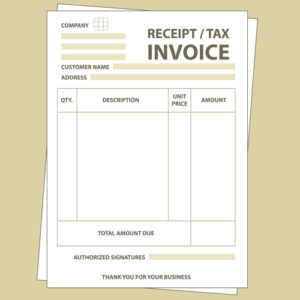 COMPANY
RECEIPT / TAX
INVOICE
CUSTOMER NAME
ADDRESS
QTY.
DESCRIPTION
UNIT
PRICE
AMOUNT
TOTAL AMOUNT DUE
AUTHORIZED SIGNATURES
THANK YOU FOR YOUR BUSINESS